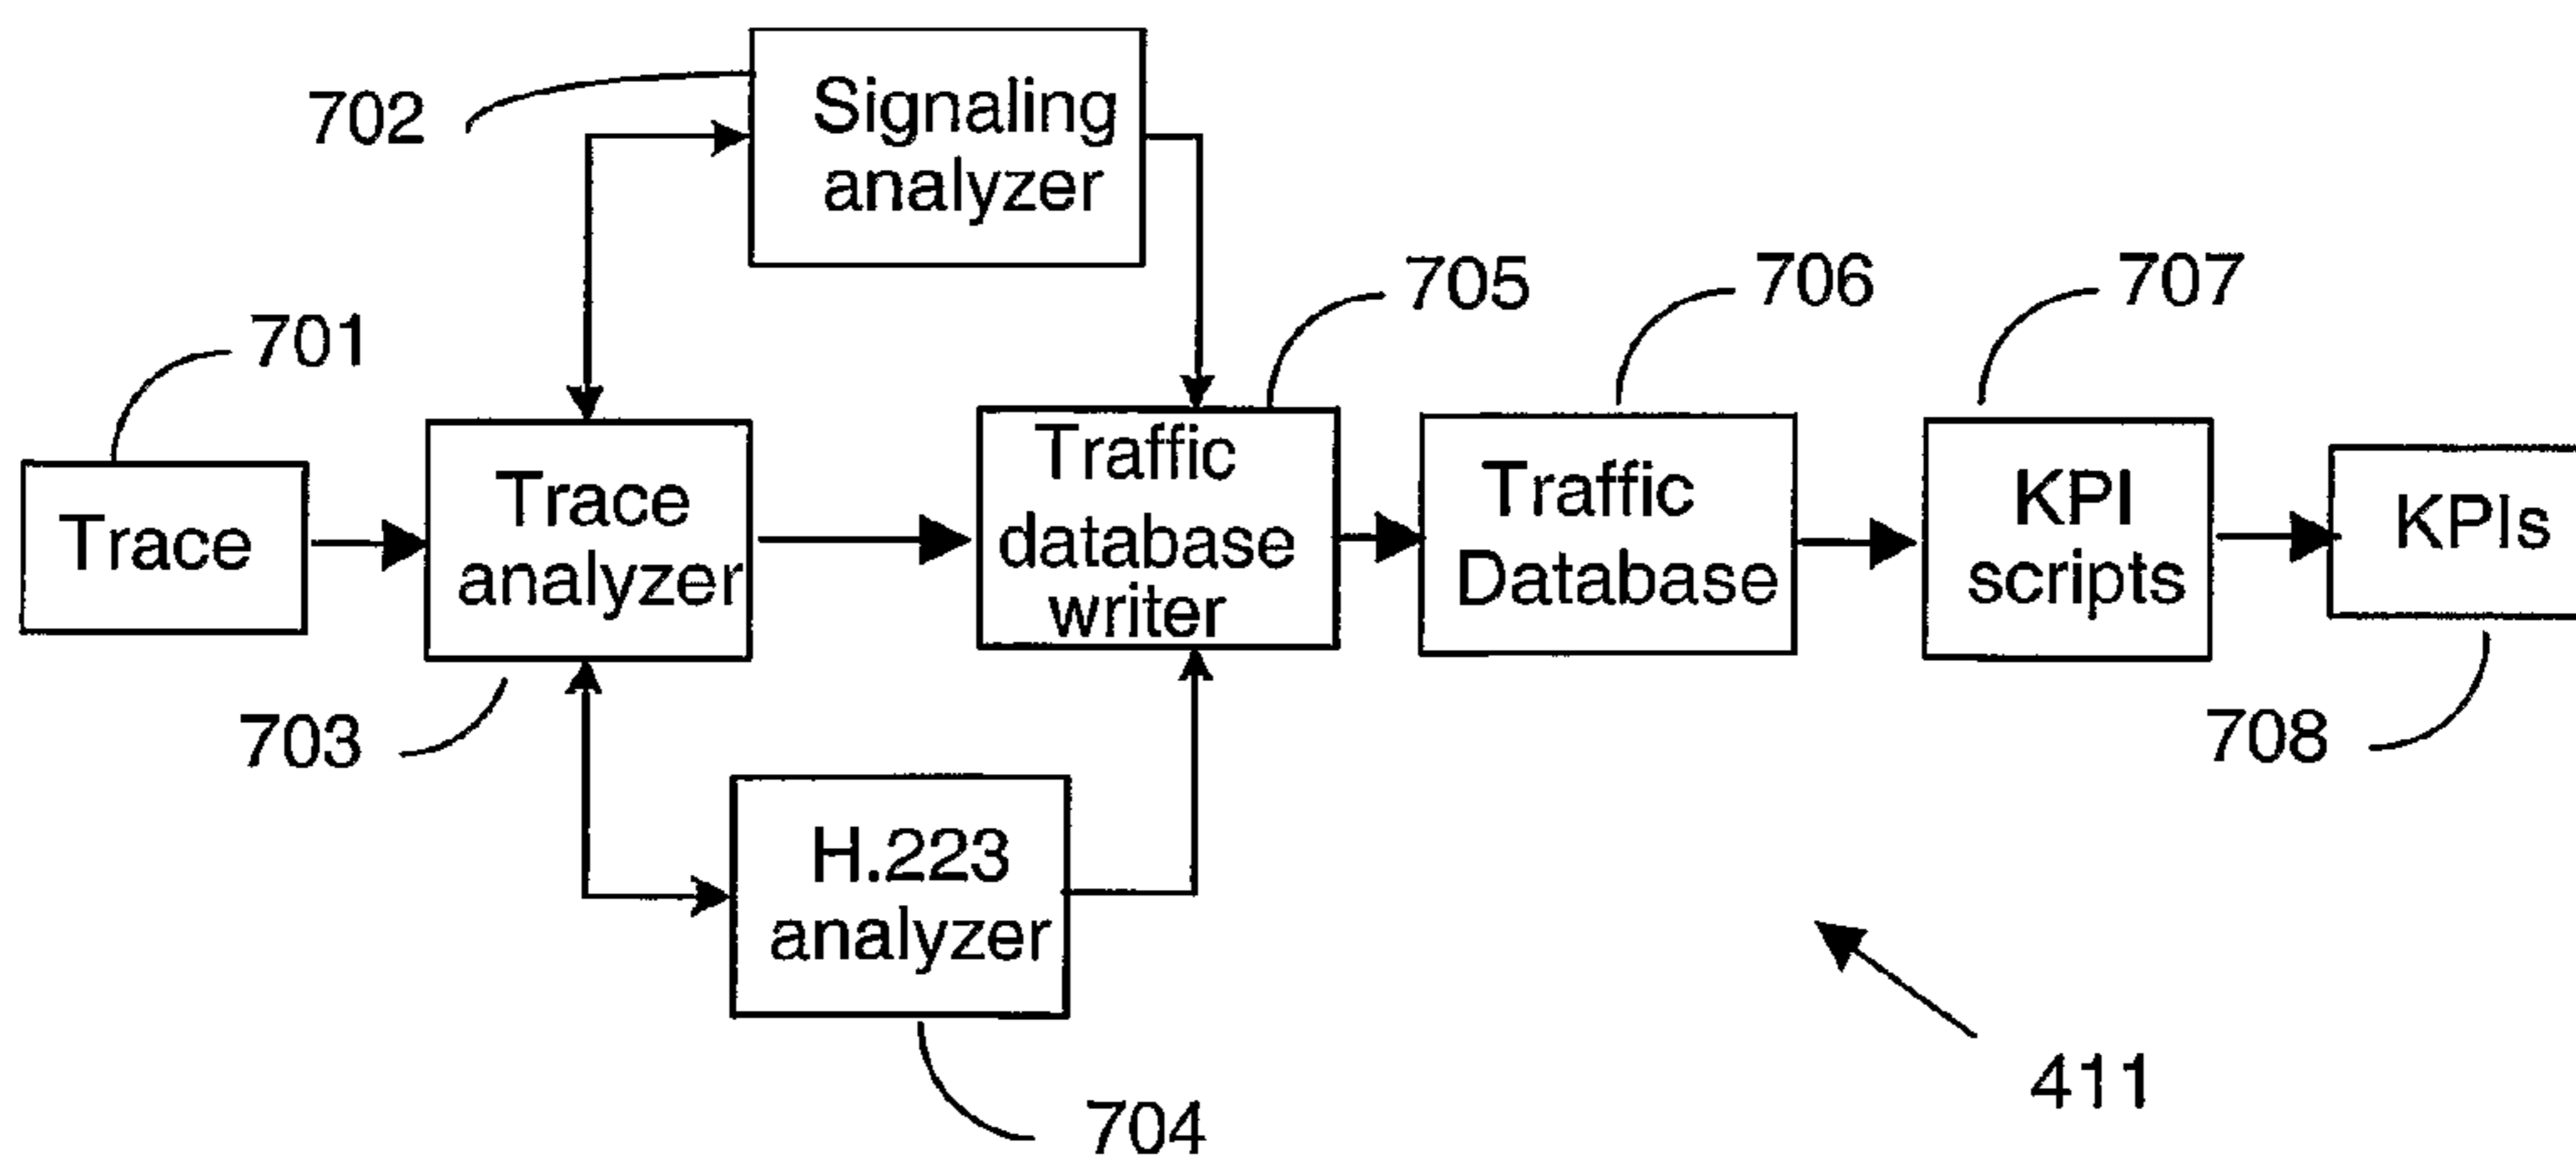 702
Signaling
analyzer
701
705
706
707
Trace
Trace
analyzer
Traffic
database
writer
Traffic
Database
KPI
scripts
KPIs
703
708
H.223
analyzer
411
704